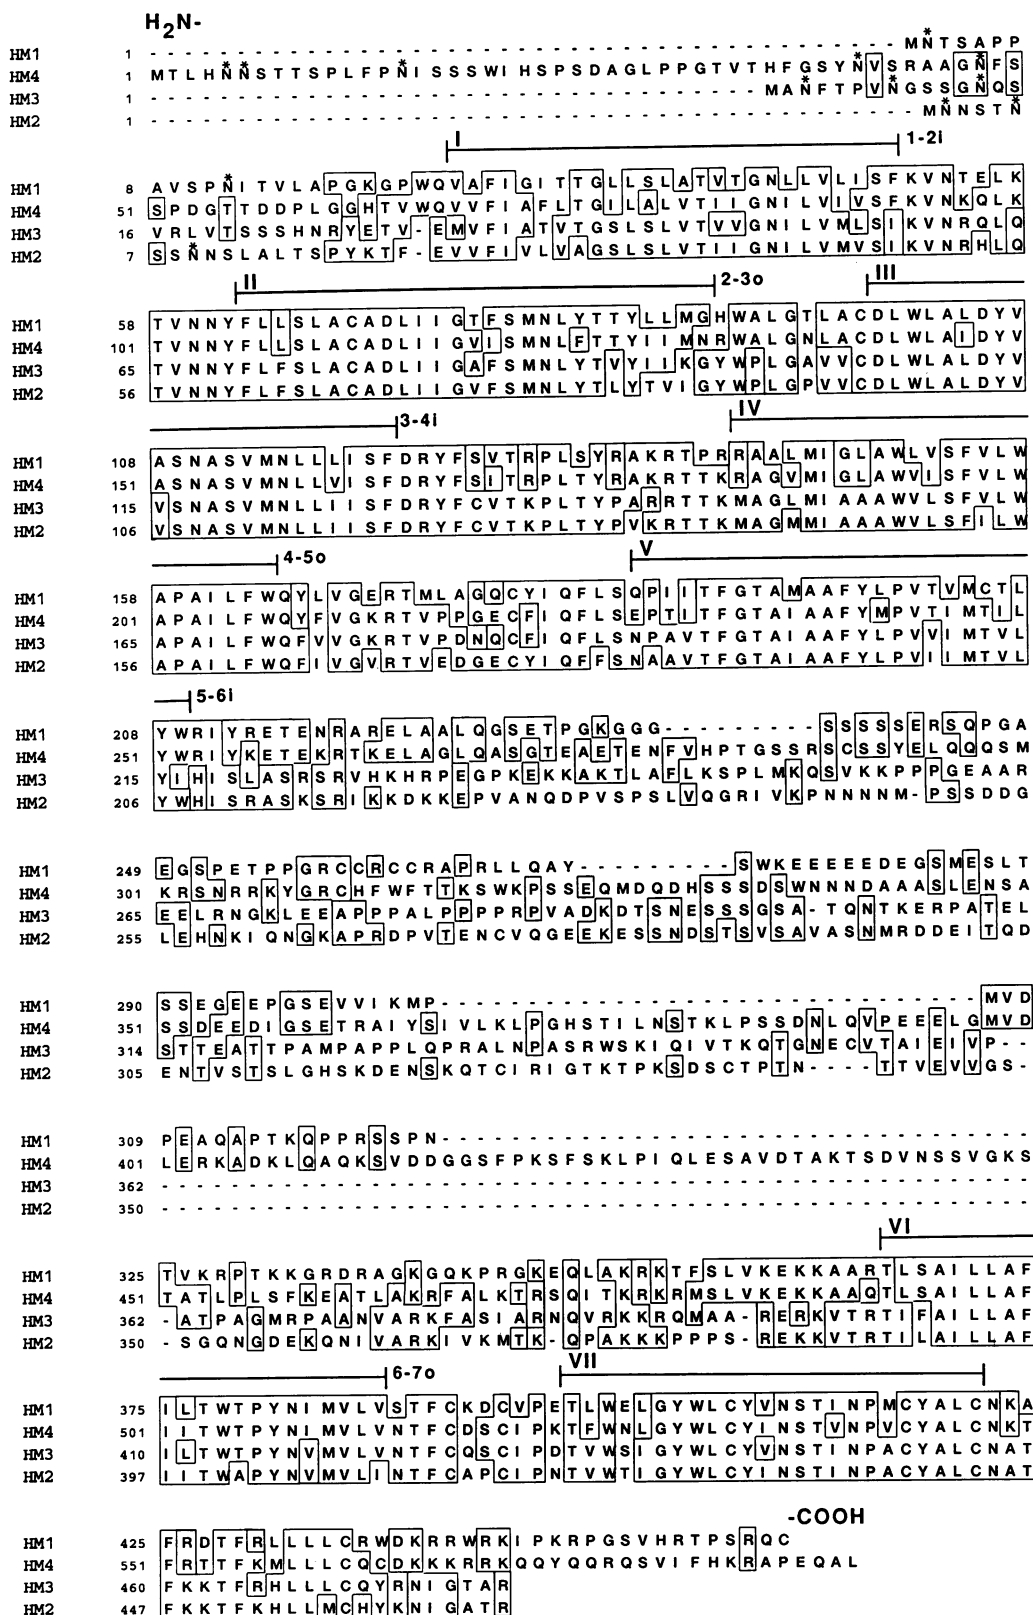 H2N-
*
HM1 1 - - - - - - - - - - - - - - - - - - - - - - - - - - - - - - - - - - - - - - - - - - - M N T S A P P
* * * * *
HM4 1 M T L H N N S T T S P L F P N I S S S W I H S P S D A G L P P G T V T H F G S Y N V S R A A G N F S
* * *
HM3 1 - - - - - - - - - - - - - - - - - - - - - - - - - - - - - - - - - - - M A N F T P V N G S S G N Q S
* *
HM2 1 - - - - - - - - - - - - - - - - - - - - - - - - - - - - - - - - - - - - - - - - - - - - M N N S T N
I 1-2i
*
HM1 8 A V S P N I T V L A P G K G P W Q V A F I G I T T G L L S L A T V T G N L L V L I S F K V N T E L K
HM4 51 S P D G T T D D P L G G H T V W Q V V F I A F L T G I L A L V T I I G N I L V I V S F K V N K Q L K
HM3 16 V R L V T S S S H N R Y E T V - E M V F I A T V T G S L S L V T V V G N I L V M L S I K V N R Q L Q
*
HM2 7 S S N N S L A L T S P Y K T F - E V V F I V L V A G S L S L V T I I G N I L V M V S I K V N R H L Q
II 2-3o III
HM1 58 T V N N Y F L L S L A C A D L I I G T F S M N L Y T T Y L L M G H W A L G T L A C D L W L A L D Y V
HM4 101 T V N N Y F L L S L A C A D L I I G V I S M N L F T T Y I I M N R W A L G N L A C D L W L A I D Y V
HM3 65 T V N N Y F L F S L A C A D L I I G A F S M N L Y T V Y I I K G Y W P L G A V V C D L W L A L D Y V
HM2 56 T V N N Y F L F S L A C A D L I I G V F S M N L Y T L Y T V I G Y W P L G P V V C D L W L A L D Y V
3-4i IV
HM1 108 A S N A S V M N L L L I S F D R Y F S V T R P L S Y R A K R T P R R A A L M I G L A W L V S F V L W
HM4 151 A S N A S V M N L L V I S F D R Y F S I T R P L T Y R A K R T T K R A G V M I G L A W V I S F V L W
HM3 115 V S N A S V M N L L I I S F D R Y F C V T K P L T Y P A R R T T K M A G L M I A A A W V L S F V L W
HM2 106 V S N A S V M N L L I I S F D R Y F C V T K P L T Y P V K R T T K M A G M M I A A A W V L S F I L W
4-5o V
HM1 158 A P A I L F W Q Y L V G E R T M L A G Q C Y I Q F L S Q P I I T F G T A M A A F Y L P V T V M C T L
HM4 201 A P A I L F W Q Y F V G K R T V P P G E C F I Q F L S E P T I T F G T A I A A F Y M P V T I M T I L
HM3 165 A P A I L F W Q F V V G K R T V P D N Q C F I Q F L S N P A V T F G T A I A A F Y L P V V I M T V L
HM2 156 A P A I L F W Q F I V G V R T V E D G E C Y I Q F F S N A A V T F G T A I A A F Y L P V I I M T V L
5-6i
HM1 208 Y W R I Y R E T E N R A R E L A A L Q G S E T P G K G G G - - - - - - - - - S S S S S E R S Q P G A
HM4 251 Y W R I Y K E T E K R T K E L A G L Q A S G T E A E T E N F V H P T G S S R S C S S Y E L Q Q Q S M
HM3 215 Y I H I S L A S R S R V H K H R P E G P K E K K A K T L A F L K S P L M K Q S V K K P P P G E A A R
HM2 206 Y W H I S R A S K S R I K K D K K E P V A N Q D P V S P S L V Q G R I V K P N N N N M - P S S D D G
HM1 249 E G S P E T P P G R C C R C C R A P R L L Q A Y - - - - - - - - - S W K E E E E E D E G S M E S L T
HM4 301 K R S N R R K Y G R C H F W F T T K S W K P S S E Q M D Q D H S S S D S W N N N D A A A S L E N S A
HM3 265 E E L R N G K L E E A P P P A L P P P P R P V A D K D T S N E S S S G S A - T Q N T K E R P A T E L
HM2 255 L E H N K I Q N G K A P R D P V T E N C V Q G E E K E S S N D S T S V S A V A S N M R D D E I T Q D
HM1 290 S S E G E E P G S E V V I K M P - - - - - - - - - - - - - - - - - - - - - - - - - - - - - - - M V D
HM4 351 S S D E E D I G S E T R A I Y S I V L K L P G H S T I L N S T K L P S S D N L Q V P E E E L G M V D
HM3 314 S T T E A T T P A M P A P P L Q P R A L N P A S R W S K I Q I V T K Q T G N E C V T A I E I V P - -
HM2 305 E N T V S T S L G H S K D E N S K Q T C I R I G T K T P K S D S C T P T N - - - - T T V E V V G S -
HM1 309 P E A Q A P T K Q P P R S S P N - - - - - - - - - - - - - - - - - - - - - - - - - - - - - - - - - -
HM4 401 L E R K A D K L Q A Q K S V D D G G S F P K S F S K L P I Q L E S A V D T A K T S D V N S S V G K S
HM3 362 - - - - - - - - - - - - - - - - - - - - - - - - - - - - - - - - - - - - - - - - - - - - - - - - - -
HM2 350 - - - - - - - - - - - - - - - - - - - - - - - - - - - - - - - - - - - - - - - - - - - - - - - - - -
VI
HM1 325 T V K R P T K K G R D R A G K G Q K P R G K E Q L A K R K T F S L V K E K K A A R T L S A I L L A F
HM4 451 T A T L P L S F K E A T L A K R F A L K T R S Q I T K R K R M S L V K E K K A A Q T L S A I L L A F
HM3 362 - A T P A G M R P A A N V A R K F A S I A R N Q V R K K R Q M A A - R E R K V T R T I F A I L L A F
HM2 350 - S G Q N G D E K Q N I V A R K I V K M T K - Q P A K K K P P P S - R E K K V T R T I L A I L L A F
6-7o VII
HM1 375 I L T W T P Y N I M V L V S T F C K D C V P E T L W E L G Y W L C Y V N S T I N P M C Y A L C N K A
HM4 501 I I T W T P Y N I M V L V N T F C D S C I P K T F W N L G Y W L C Y I N S T V N P V C Y A L C N K T
HM3 410 I L T W T P Y N V M V L V N T F C Q S C I P D T V W S I G Y W L C Y V N S T I N P A C Y A L C N A T
HM2 397 I I T W A P Y N V M V L I N T F C A P C I P N T V W T I G Y W L C Y I N S T I N P A C Y A L C N A T
-COOH
HM1 425 F R D T F R L L L L C R W D K R R W R K I P K R P G S V H R T P S R Q C
HM4 551 F R T T F K M L L L C Q C D K K K R R K Q Q Y Q Q R Q S V I F H K R A P E Q A L
HM3 460 F K K T F R H L L L C Q Y R N I G T A R
HM2 447 F K K T F K H L L M C H Y K N I G A T R